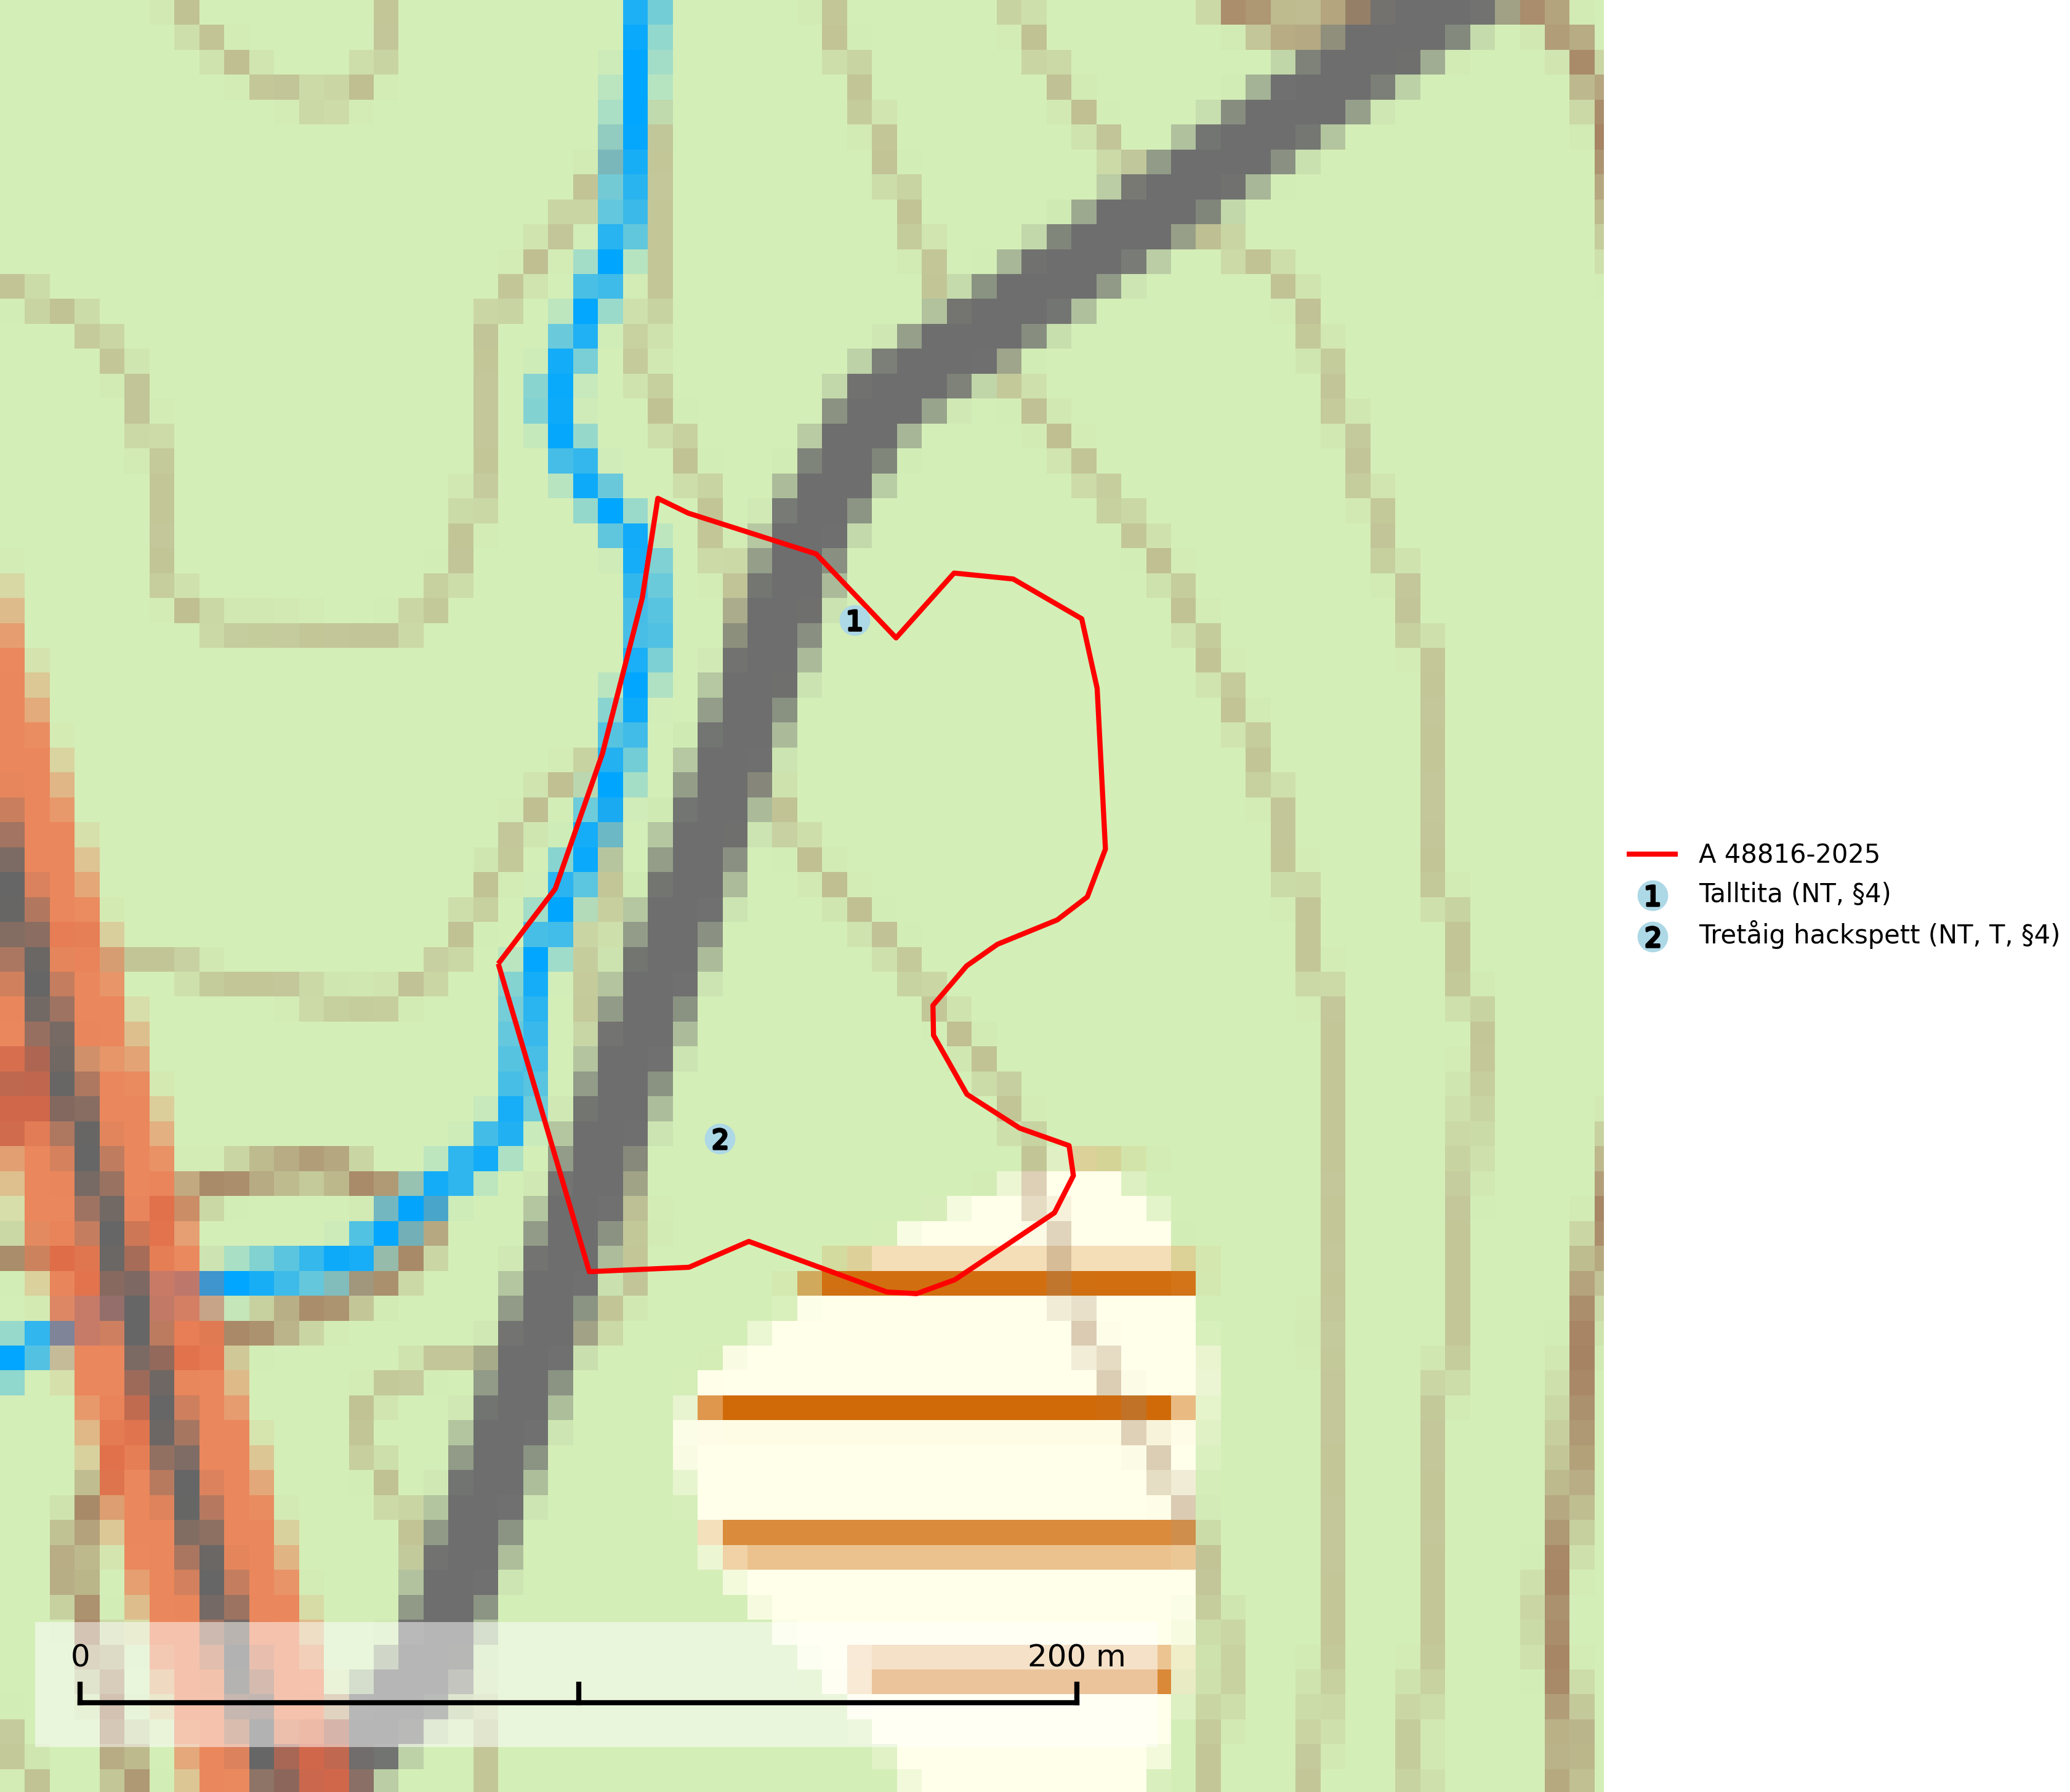 1
2
0
200 m
A 48816-2025
1 Talltita (NT, §4)
2 Tretåig hackspett (NT, T, §4)